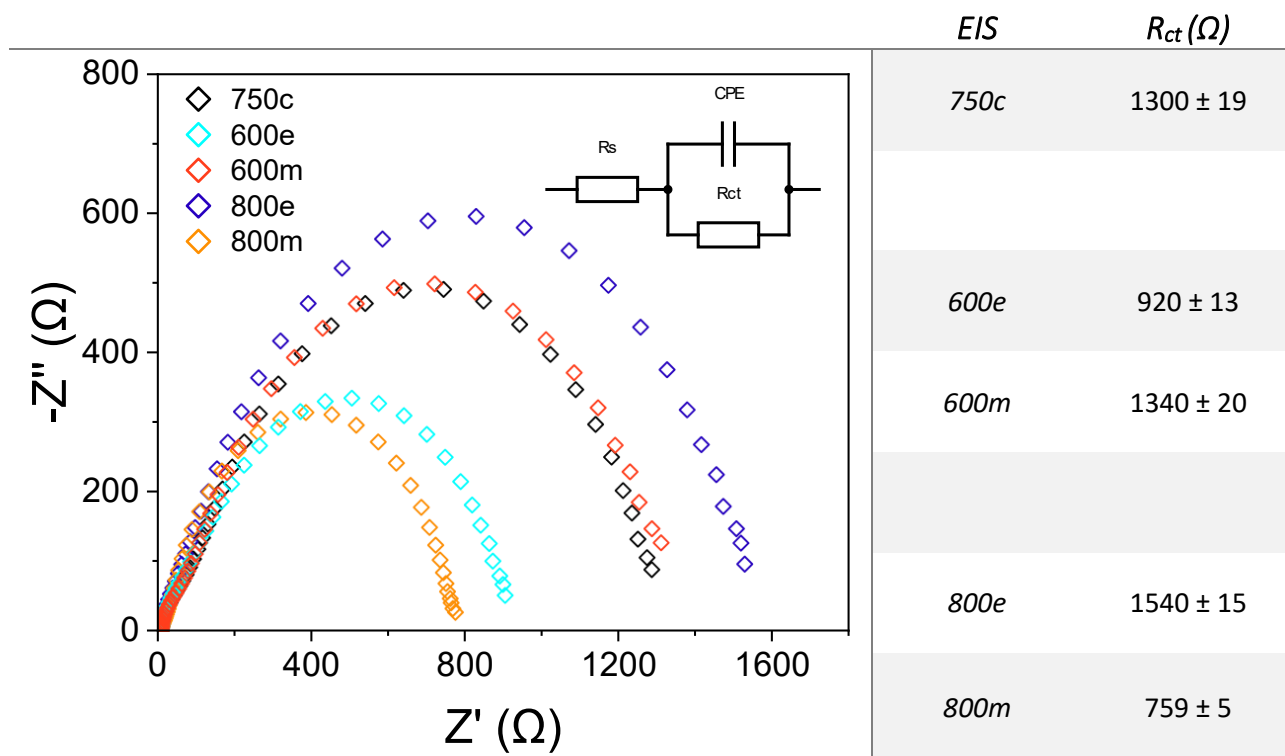 EIS Rct (Ω)
800
750c
600e
600m
800e
800m
CPE
Rs
Rct
750c 1300 ± 19
600
-Z'' (Ω)
400
600e 920 ± 13
600m 1340 ± 20
200
800e 1540 ± 15
0
0 400 800 1200 1600
Z' (Ω)
800m 759 ± 5